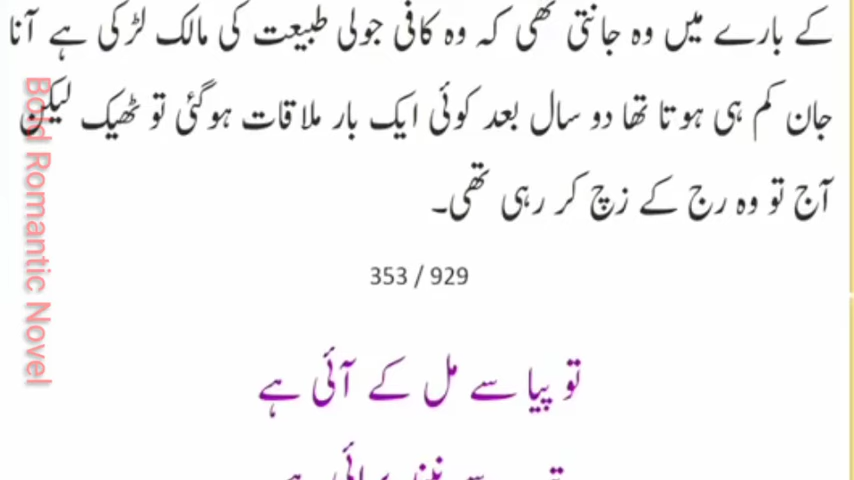 کے بارے میں وہ جانتی تھی کہ وہ کافی جولی طبیعت کی مالک لڑکی ہے آنا
جان کم ہی ہوتا تھا دو سال بعد کوئی ایک بار ملاقات ہوگئی تو ٹھیک لیکن
آج تو وہ رج کے زچ کر رہی تھی۔
353 / 929
تو پیا سے مل کے آئی ہے
Bold Romantic Novel